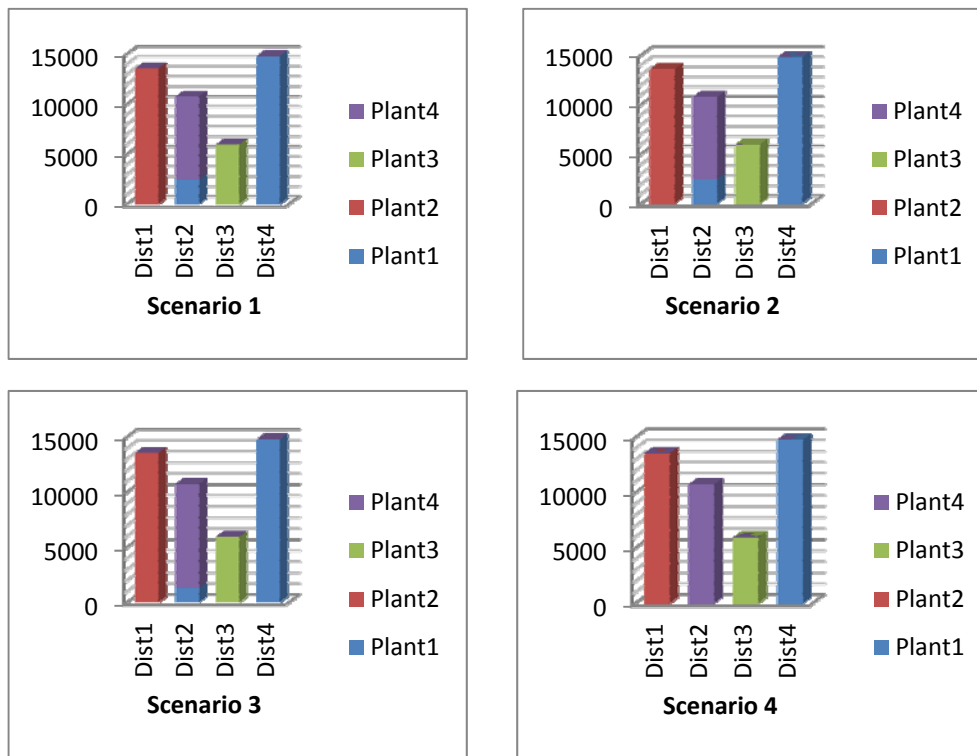 15000
10000
5000
0
Dist1
Dist2
Dist3
Dist4
Plant4
Plant3
Plant2
Plant1
Scenario 1
15000
10000
5000
0
Dist1
Dist2
Dist3
Dist4
Plant4
Plant3
Plant2
Plant1
Scenario 2
15000
10000
5000
0
Dist1
Dist2
Dist3
Dist4
Plant4
Plant3
Plant2
Plant1
Scenario 3
15000
10000
5000
0
Dist1
Dist2
Dist3
Dist4
Plant4
Plant3
Plant2
Plant1
Scenario 4